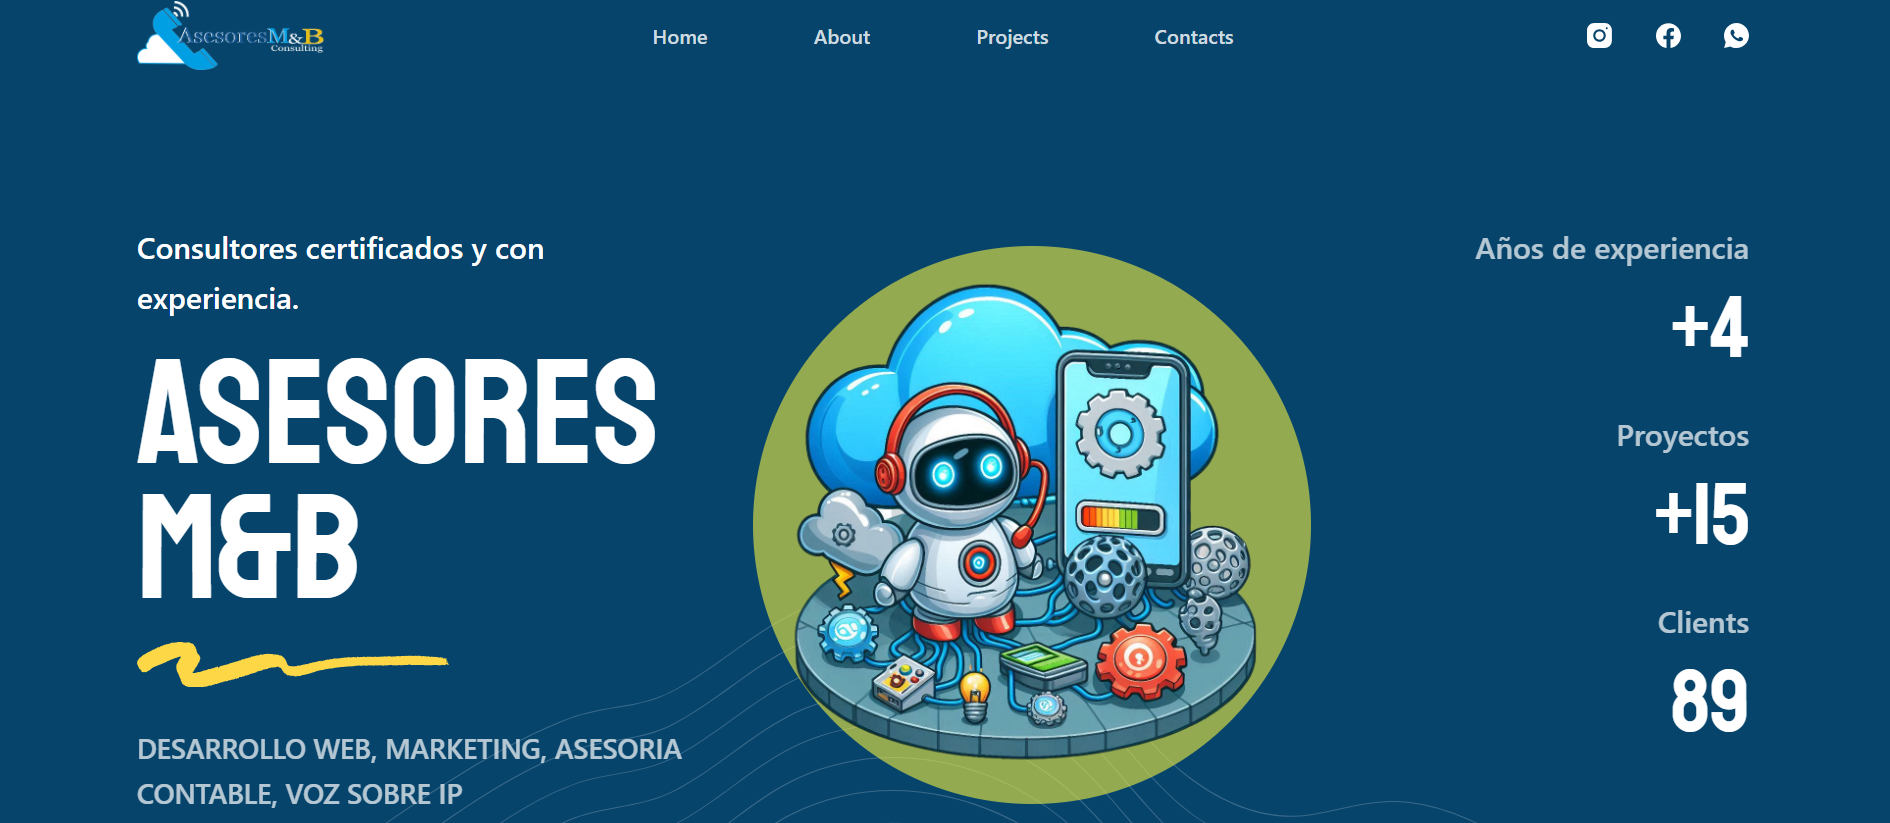 AsesoresM&B
Consulting
Home
About
Projects
Contacts
Consultores certificados y con
experiencia.
ASESORES
M&B
DESARROLLO WEB, MARKETING, ASESORIA
CONTABLE, VOZ SOBRE IP
Años de experiencia
+4
Proyectos
+15
Clients
89